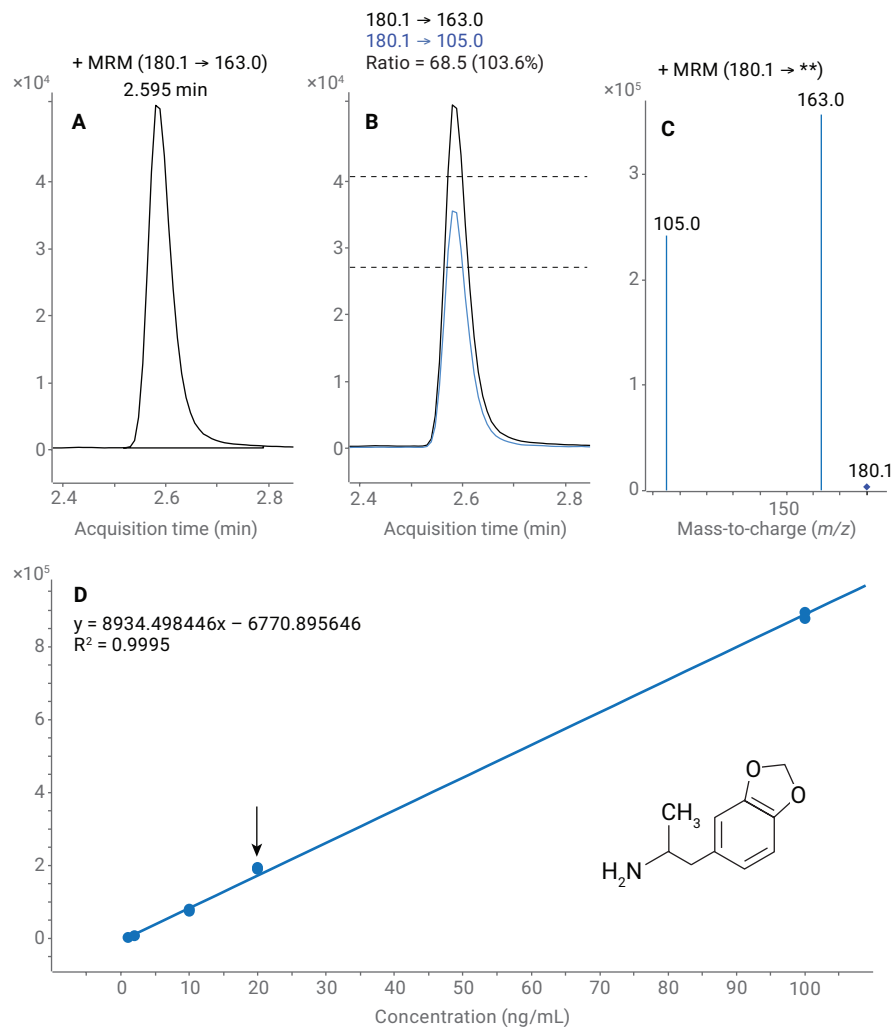 + MRM (180.1 → 163.0)
×10⁴
2.595 min
A
4
3
2
1
0
2.4 2.6 2.8
Acquisition time (min)
180.1 → 163.0
180.1 → 105.0
Ratio = 68.5 (103.6%)
×10⁴
B
4
3
2
1
0
2.4 2.6 2.8
Acquisition time (min)
+ MRM (180.1 → **)
×10⁵
163.0
C
3
105.0
2
1
180.1
0
150
Mass-to-charge (m/z)
×10⁵
D
y = 8934.498446x – 6770.895646
R² = 0.9995
8
6
4
2
0
O
O
CH₃
H₂N
0 10 20 30 40 50 60 70 80 90 100
Concentration (ng/mL)